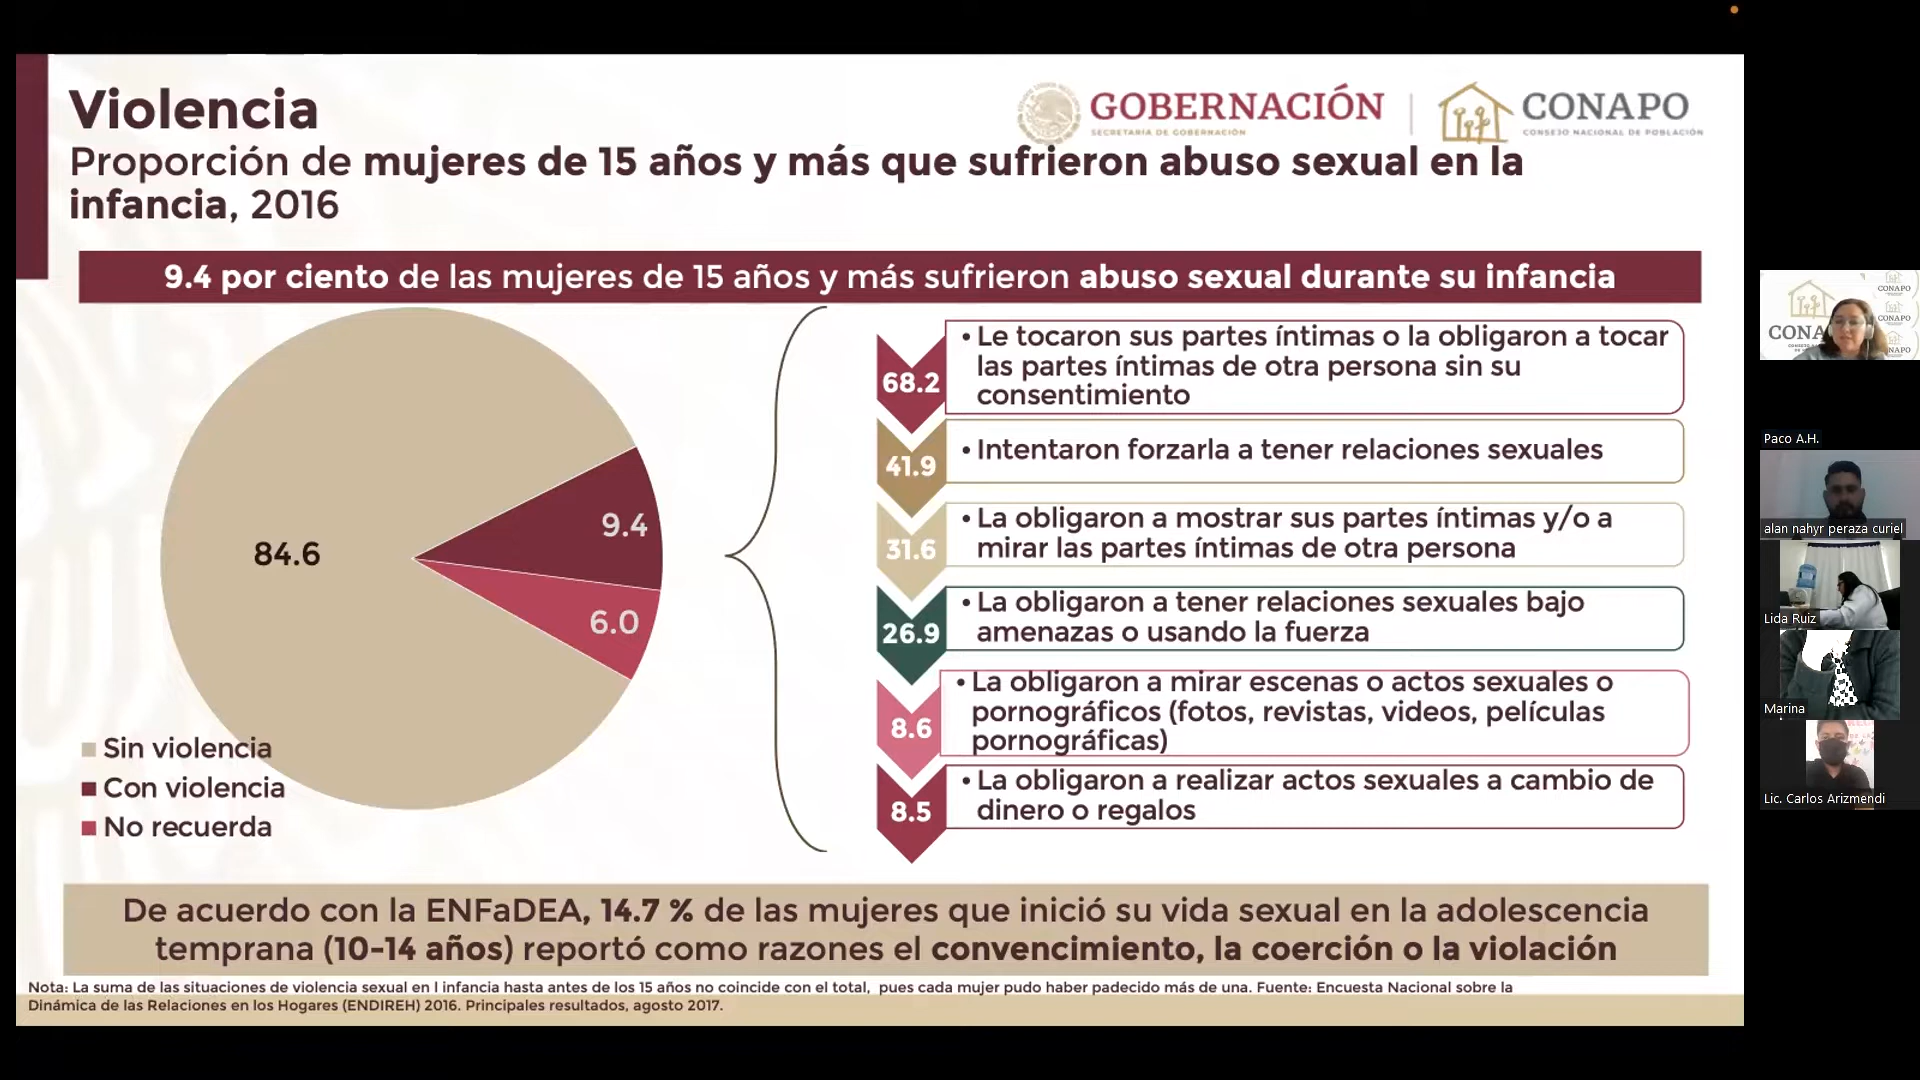 Violencia
GOBERNACIÓN
SECRETARÍA DE GOBERNACIÓN
CONAPO
CONSEJO NACIONAL DE POBLACIÓN
Proporción de mujeres de 15 años y más que sufrieron abuso sexual en la
infancia, 2016
9.4 por ciento de las mujeres de 15 años y más sufrieron abuso sexual durante su infancia
84.6
9.4
6.0
Sin violencia
Con violencia
No recuerda
68.2
• Le tocaron sus partes íntimas o la obligaron a tocar
las partes íntimas de otra persona sin su
consentimiento
41.9
• Intentaron forzarla a tener relaciones sexuales
31.6
• La obligaron a mostrar sus partes íntimas y/o a
mirar las partes íntimas de otra persona
26.9
• La obligaron a tener relaciones sexuales bajo
amenazas o usando la fuerza
8.6
• La obligaron a mirar escenas o actos sexuales o
pornográficos (fotos, revistas, videos, películas
pornográficas)
8.5
• La obligaron a realizar actos sexuales a cambio de
dinero o regalos
De acuerdo con la ENFaDEA, 14.7 % de las mujeres que inició su vida sexual en la adolescencia
temprana (10-14 años) reportó como razones el convencimiento, la coerción o la violación
Nota: La suma de las situaciones de violencia sexual en l infancia hasta antes de los 15 años no coincide con el total, pues cada mujer pudo haber padecido más de una. Fuente: Encuesta Nacional sobre la
Dinámica de las Relaciones en los Hogares (ENDIREH) 2016. Principales resultados, agosto 2017.
CONA
CONAPO
CONAPO
CONAPO
Paco A.H.
alan nahyr peraza curiel
Lida Ruiz
Marina
Lic. Carlos Arizmendi